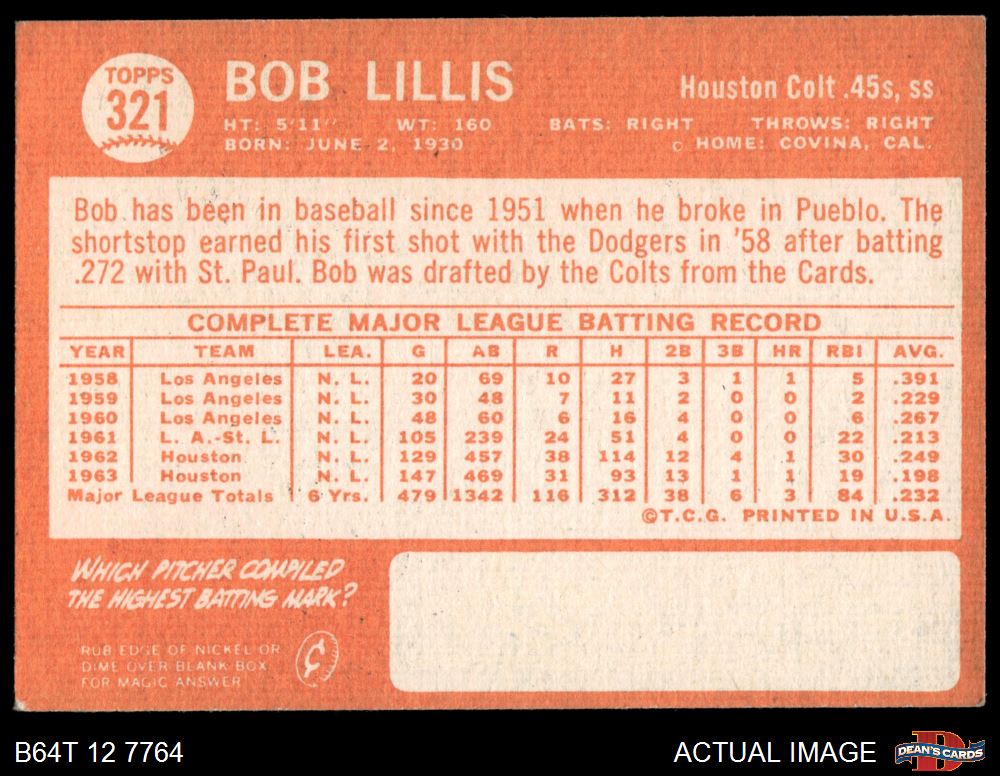 TOPPS
321
BOB LILLIS
Houston Colt .45s, ss
HT: 5'11" WT: 160 BATS: RIGHT THROWS: RIGHT
BORN: JUNE 2, 1930 HOME: COVINA, CAL.
Bob has been in baseball since 1951 when he broke in Pueblo. The
shortstop earned his first shot with the Dodgers in '58 after batting
.272 with St. Paul. Bob was drafted by the Colts from the Cards.
COMPLETE MAJOR LEAGUE BATTING RECORD
YEAR TEAM LEA. G AB R H 2B 3B HR RBI AVG.
1958 Los Angeles N. L. 20 69 10 27 3 1 1 5 .391
1959 Los Angeles N. L. 30 48 7 11 2 0 0 2 .229
1960 Los Angeles N. L. 48 60 6 16 4 0 0 6 .267
1961 L. A.-St. L. N. L. 105 239 24 51 4 0 0 22 .213
1962 Houston N. L. 129 457 38 114 12 4 1 30 .249
1963 Houston N. L. 147 469 31 93 13 1 1 19 .198
Major League Totals 6 Yrs. 479 1342 116 312 38 6 3 84 .232
©T.C.G. PRINTED IN U.S.A.
WHICH PITCHER COMPILED
THE HIGHEST BATTING MARK?
RUB EDGE OF NICKEL OR
DIME OVER BLANK BOX
FOR MAGIC ANSWER
¢
B64T 12 7764
ACTUAL IMAGE
DEAN'S CARDS